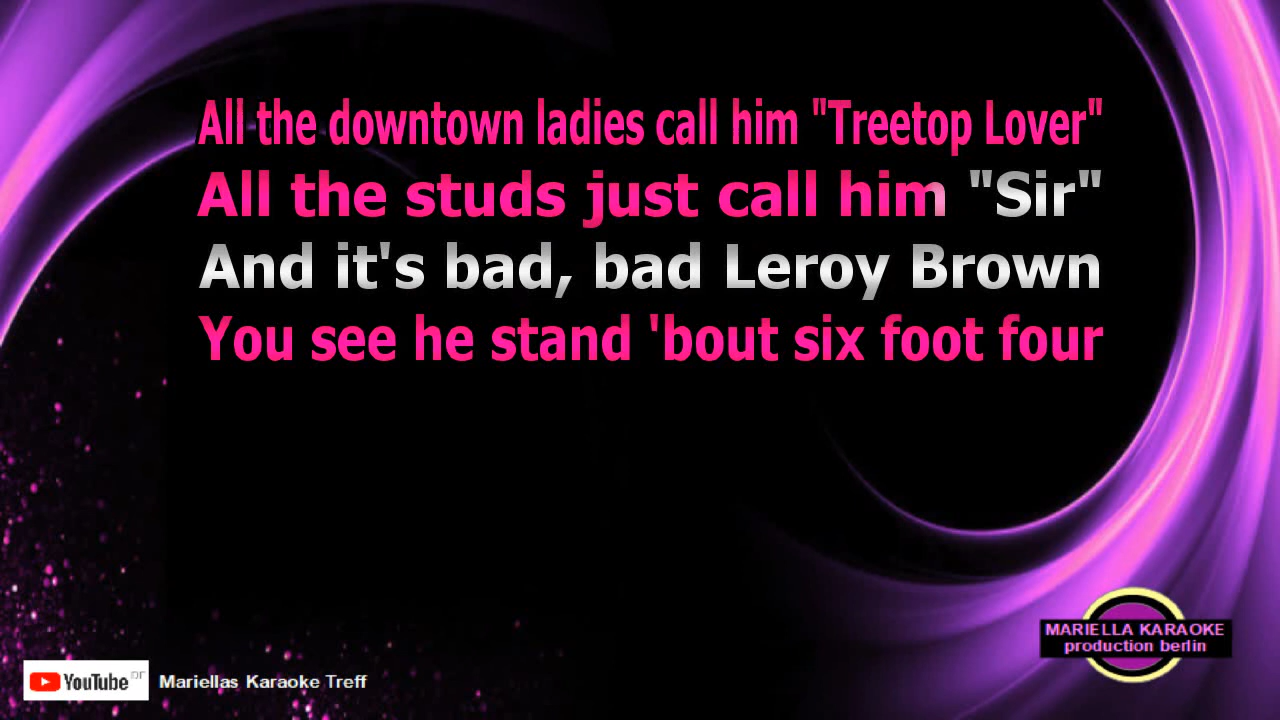 All the downtown ladies call him "Treetop Lover"
All the studs just call him "Sir"
And it's bad, bad Leroy Brown
You see he stand 'bout six foot four
MARIELLA KARAOKE
production berlin
YouTube
Mariellas Karaoke Treff